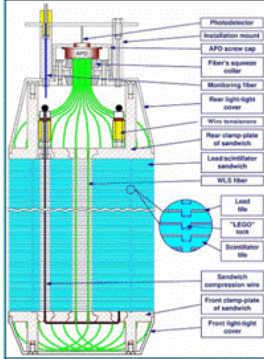 Photodetector
Installation mount
APD screw cap
Fiber's squeeze
collar
Monitoring fiber
Rear light-tight
cover
Wire tensioners
Rear clamp-plate
of sandwich
Lead/scintillator
sandwich
WLS fiber
Lead
tile
"LEGO"
lock
Scintillator
tile
Sandwich
compression wire
Front clamp-plate
of sandwich
Front light-tight
cover
APD